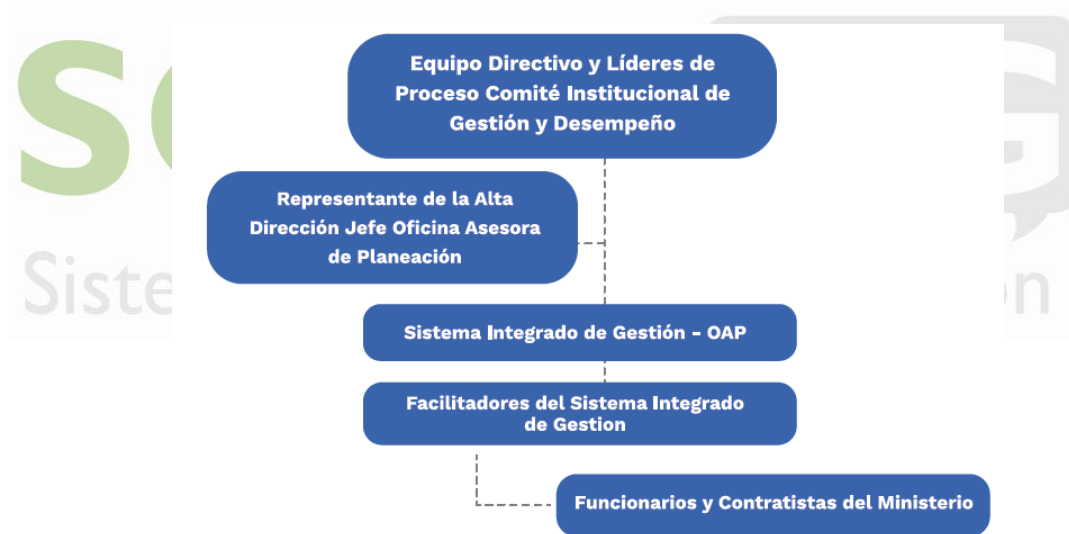 Equipo Directivo y Líderes de
Proceso Comité Institucional de
Gestión y Desempeño
Representante de la Alta
Dirección Jefe Oficina Asesora
de Planeación
Sistema Integrado de Gestión - OAP
Facilitadores del Sistema Integrado
de Gestion
Funcionarios y Contratistas del Ministerio